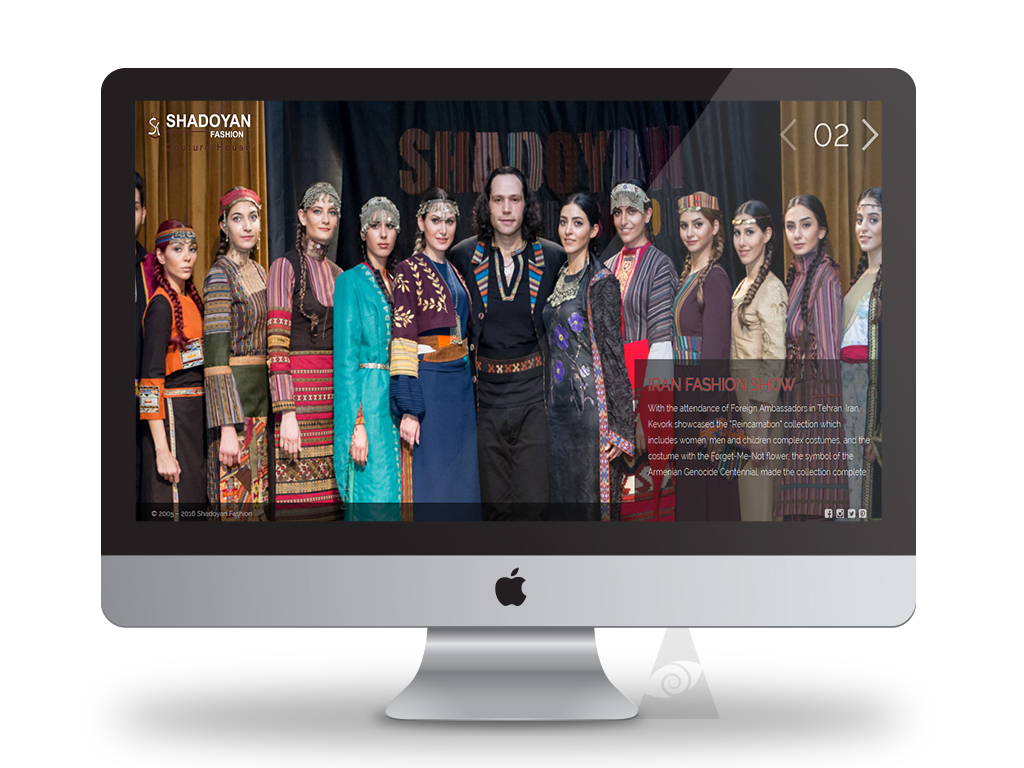 SHADOYAN
FASHION
Couture House
SHADOYAN
02
IRAN FASHION SHOW
With the attendance of Foreign Ambassadors in Tehran, Iran,
Kevork showcased the "Reincarnation" collection which
includes women, men and children complex costumes, and the
costume with the Forget-Me-Not flower, the symbol of the
Armenian Genocide Centennial, made the collection complete.
© 2005 - 2016 Shadoyan Fashion